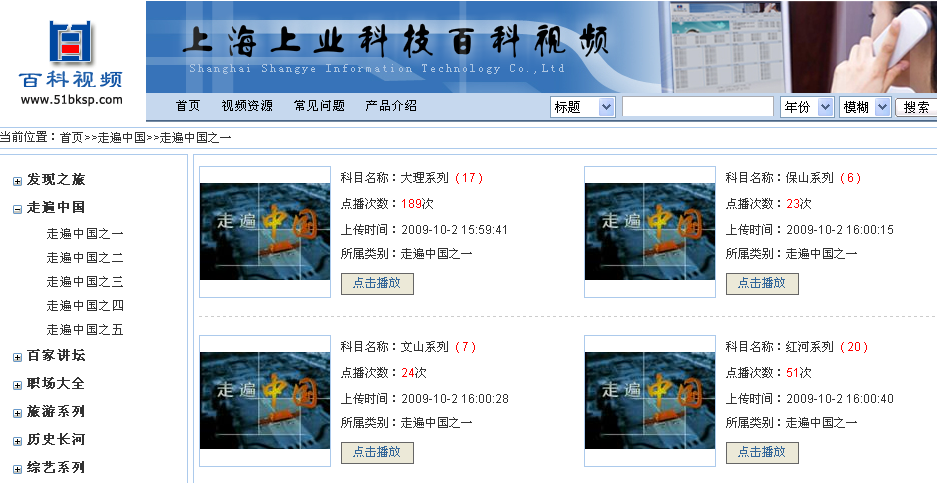 上海上业科技百科视频
Shanghai Shangye Information Technology Co.,Ltd
百科视频
www.51bksp.com
首页 视频资源 常见问题 产品介绍 标题 年份 模糊 搜索
当前位置：首页>>走遍中国>>走遍中国之一
发现之旅
走遍中国
走遍中国之一
走遍中国之二
走遍中国之三
走遍中国之四
走遍中国之五
百家讲坛
职场大全
旅游系列
历史长河
综艺系列
走遍中国
科目名称：大理系列（17）
点播次数：189次
上传时间：2009-10-2 15:59:41
所属类别：走遍中国之一
点击播放
走遍中国
科目名称：保山系列（6）
点播次数：23次
上传时间：2009-10-2 16:00:15
所属类别：走遍中国之一
点击播放
走遍中国
科目名称：文山系列（7）
点播次数：24次
上传时间：2009-10-2 16:00:28
所属类别：走遍中国之一
点击播放
走遍中国
科目名称：红河系列（20）
点播次数：51次
上传时间：2009-10-2 16:00:40
所属类别：走遍中国之一
点击播放